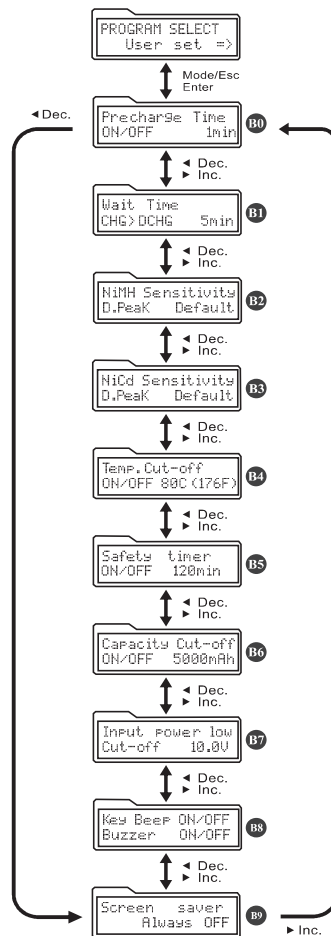 PROGRAM SELECT
User set =>
Mode/Esc
Enter
◄ Dec.
Precharge Time
ON/OFF 1min
B0
◄ Dec.
► Inc.
Wait Time
CHG>DCHG 5min
B1
◄ Dec.
► Inc.
NiMH Sensitivity
D.PeaK Default
B2
◄ Dec.
► Inc.
NiCd Sensitivity
D.PeaK Default
B3
◄ Dec.
► Inc.
Temp.Cut-off
ON/OFF 80C(176F)
B4
◄ Dec.
► Inc.
Safety timer
ON/OFF 120min
B5
◄ Dec.
► Inc.
Capacity Cut-off
ON/OFF 5000mAh
B6
◄ Dec.
► Inc.
Input power low
Cut-off 10.0V
B7
◄ Dec.
► Inc.
Key Beep ON/OFF
Buzzer ON/OFF
B8
◄ Dec.
► Inc.
Screen saver
Always OFF
B9
► Inc.